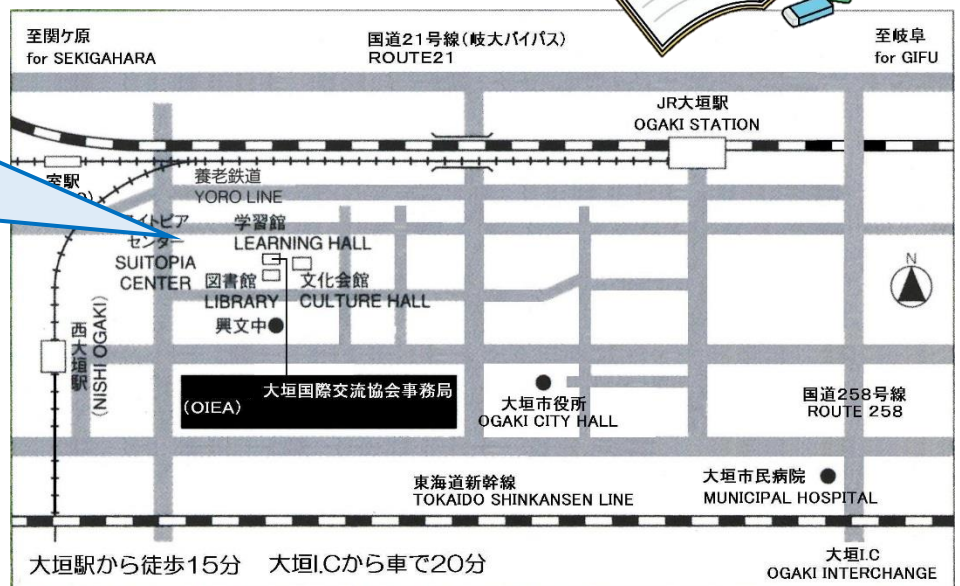 至関ケ原
for SEKIGAHARA
国道21号線(岐大バイパス)
ROUTE21
至岐阜
for GIFU
JR大垣駅
OGAKI STATION
室駅
養老鉄道
YORO LINE
イトピア
センター
SUITOPIA
CENTER
学習館
LEARNING HALL
図書館
LIBRARY
文化会館
CULTURE HALL
興文中
N
西大垣駅
(NISHI OGAKI)
大垣国際交流協会事務局
(OIEA)
大垣市役所
OGAKI CITY HALL
国道258号線
ROUTE 258
東海道新幹線
TOKAIDO SHINKANSEN LINE
大垣市民病院
MUNICIPAL HOSPITAL
大垣駅から徒歩15分 大垣I.Cから車で20分
大垣I.C
OGAKI INTERCHANGE